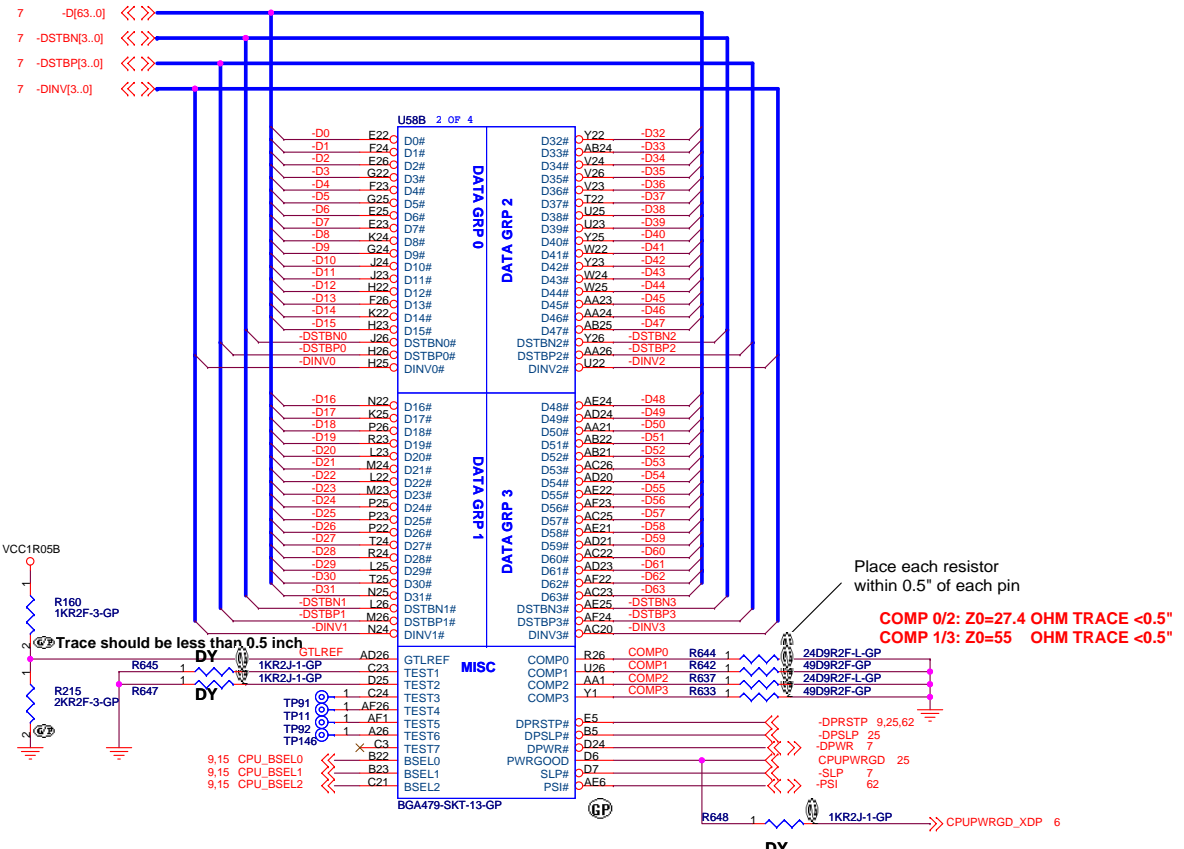 7 -D[63..0]
7 -DSTBN[3..0]
7 -DSTBP[3..0]
7 -DINV[3..0]
U58B 2 OF 4
-D0 E22 D0# D32# Y22 -D32
-D1 F24 D1# D33# AB24 -D33
-D2 E26 D2# D34# V24 -D34
-D3 G22 D3# D35# V26 -D35
-D4 F23 D4# D36# V23 -D36
-D5 G25 D5# D37# T22 -D37
-D6 E25 D6# D38# U25 -D38
-D7 E23 D7# D39# U23 -D39
-D8 K24 D8# D40# Y25 -D40
-D9 G24 D9# D41# W22 -D41
-D10 J24 D10# D42# Y23 -D42
-D11 J23 D11# D43# W24 -D43
-D12 H22 D12# D44# W25 -D44
-D13 F26 D13# D45# AA23 -D45
-D14 K22 D14# D46# AA24 -D46
-D15 H23 D15# D47# AB25 -D47
-DSTBN0 J26 DSTBN0# DSTBN2# Y26 -DSTBN2
-DSTBP0 H26 DSTBP0# DSTBP2# AA26 -DSTBP2
-DINV0 H25 DINV0# DINV2# U22 -DINV2
DATA GRP 0
DATA GRP 2
-D16 N22 D16# D48# AE24 -D48
-D17 K25 D17# D49# AD24 -D49
-D18 P26 D18# D50# AA21 -D50
-D19 R23 D19# D51# AB22 -D51
-D20 L23 D20# D52# AB21 -D52
-D21 M24 D21# D53# AC26 -D53
-D22 L22 D22# D54# AD20 -D54
-D23 M23 D23# D55# AE22 -D55
-D24 P25 D24# D56# AF23 -D56
-D25 P23 D25# D57# AC25 -D57
-D26 P22 D26# D58# AE21 -D58
-D27 T24 D27# D59# AD21 -D59
-D28 R24 D28# D60# AC22 -D60
-D29 L25 D29# D61# AD23 -D61
-D30 T25 D30# D62# AF22 -D62
-D31 N25 D31# D63# AC23 -D63
-DSTBN1 L26 DSTBN1# DSTBN3# AE25 -DSTBN3
-DSTBP1 M26 DSTBP1# DSTBP3# AF24 -DSTBP3
-DINV1 N24 DINV1# DINV3# AC20 -DINV3
DATA GRP 1
DATA GRP 3
VCC1R05B
1
R160
1KR2F-3-GP
2
Trace should be less than 0.5 inch
R215
2KR2F-3-GP
1
2
Place each resistor
within 0.5" of each pin
COMP 0/2: Z0=27.4 OHM TRACE <0.5"
COMP 1/3: Z0=55 OHM TRACE <0.5"
MISC
GTLREF AD26 GTLREF COMP0 R26 COMP0 R644 1 24D9R2F-L-GP
DY
R645 1 1KR2J-1-GP C23 TEST1 COMP1 U26 COMP1 R642 1 49D9R2F-GP
R647 1 1KR2J-1-GP D25 TEST2 COMP2 AA1 COMP2 R637 1 24D9R2F-L-GP
DY
TP91 1 C24 TEST3 COMP3 Y1 COMP3 R633 1 49D9R2F-GP
TP11 1 AF26 TEST4
TP92 1 AF1 TEST5 DPRSTP# E5 -DPRSTP 9,25,62
TP146 1 A26 TEST6 DPSLP# B5 -DPSLP 25
C3 TEST7 DPWR# D24 -DPWR 7
9,15 CPU_BSEL0 B22 BSEL0 PWRGOOD D6 CPUPWRGD 25
9,15 CPU_BSEL1 B23 BSEL1 SLP# D7 -SLP 7
9,15 CPU_BSEL2 C21 BSEL2 PSI# AE6 -PSI 62
BGA479-SKT-13-GP
GP
R648 1 1KR2J-1-GP CPUPWRGD_XDP 6
DY